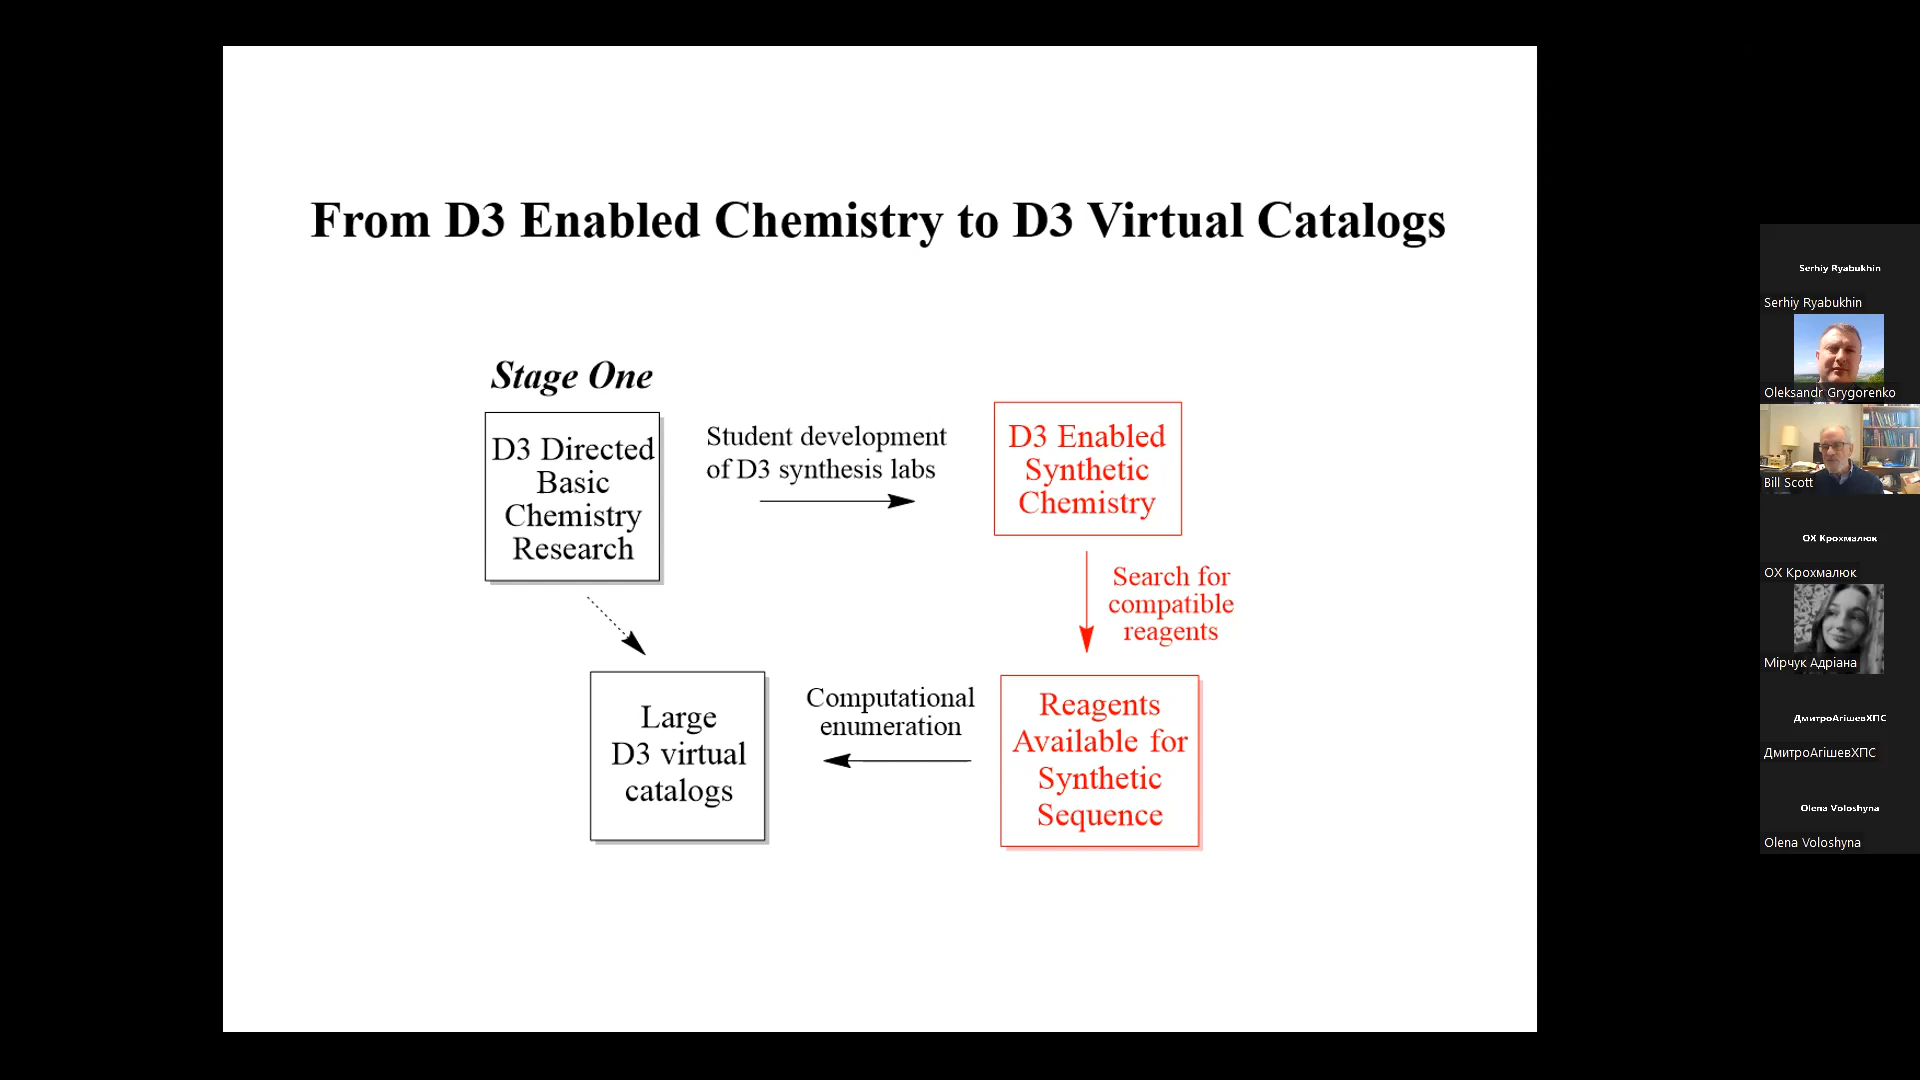 From D3 Enabled Chemistry to D3 Virtual Catalogs
Stage One
D3 Directed
Basic
Chemistry
Research
Student development
of D3 synthesis labs
D3 Enabled
Synthetic
Chemistry
Search for
compatible
reagents
Reagents
Available for
Synthetic
Sequence
Computational
enumeration
Large
D3 virtual
catalogs
Serhiy Ryabukhin
Serhiy Ryabukhin
Oleksandr Grygorenko
Bill Scott
ОХ Крохмалюк
ОХ Крохмалюк
Мірчук Адріана
ДмитроАгішевХПС
ДмитроАгішевХПС
Olena Voloshyna
Olena Voloshyna